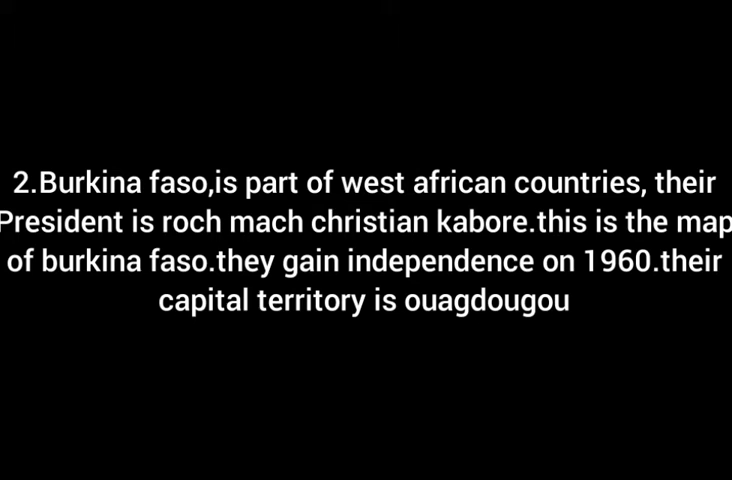 2.Burkina faso,is part of west african countries, their
President is roch mach christian kabore.this is the map
of burkina faso.they gain independence on 1960.their
capital territory is ouagdougou